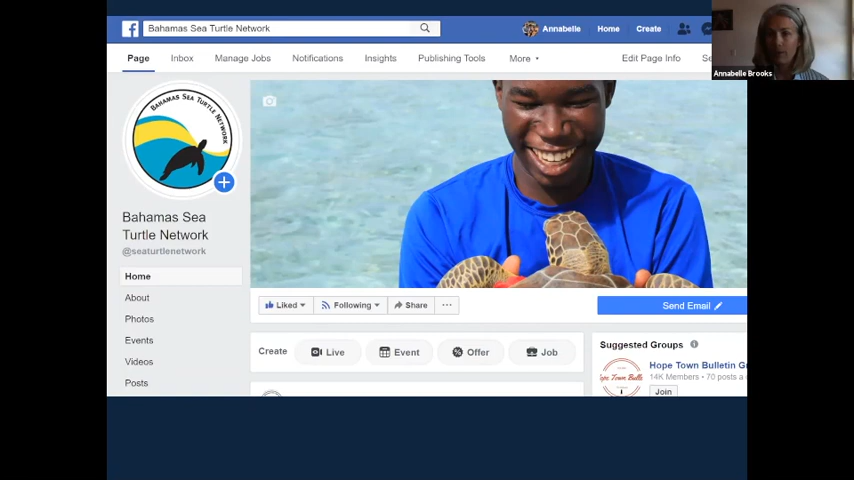 Bahamas Sea Turtle Network
Annabelle
Home
Create
Page
Inbox
Manage Jobs
Notifications
Insights
Publishing Tools
More
Edit Page Info
Annabelle Brooks
BAHAMAS SEA TURTLE NETWORK
Bahamas Sea
Turtle Network
@seaturtlenetwork
Home
About
Photos
Events
Videos
Posts
Liked
Following
Share
Send Email
Create
Live
Event
Offer
Job
Suggested Groups
Hope Town Bulletin
14K Members • 70 posts a
Join